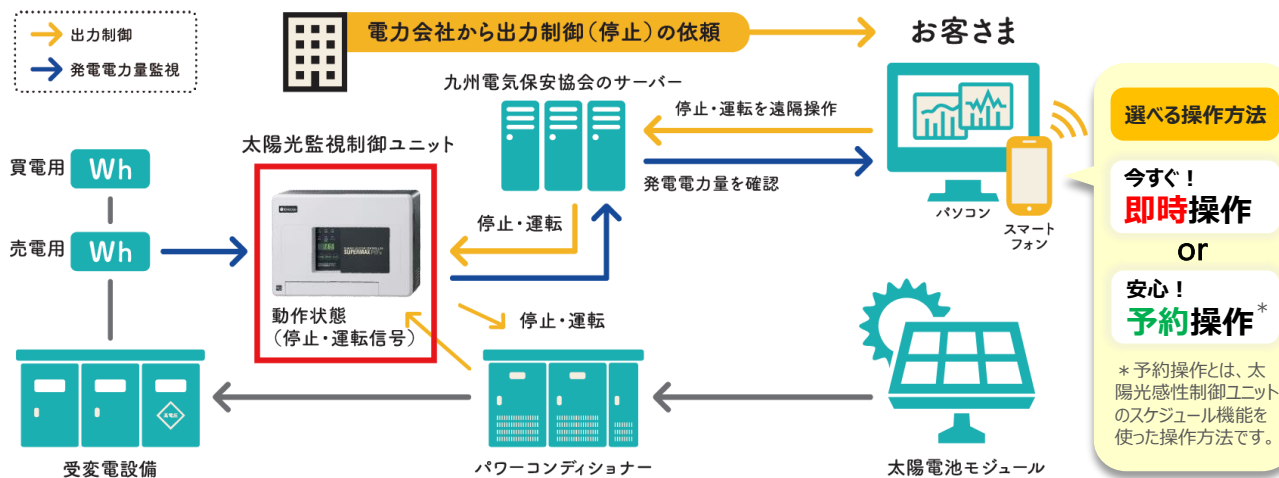 出力制御
発電電力量監視
電力会社から出力制御(停止)の依頼
お客さま
九州電気保安協会のサーバー
停止・運転を遠隔操作
発電電力量を確認
パソコン
スマート
フォン
選べる操作方法
今すぐ！
即時操作
or
安心！
予約操作*
＊予約操作とは、太
陽光感性制御ユニット
のスケジュール機能を
使った操作方法です。
太陽光監視制御ユニット
買電用
Wh
売電用
Wh
停止・運転
動作状態
(停止・運転信号)
停止・運転
受変電設備
パワーコンディショナー
太陽電池モジュール